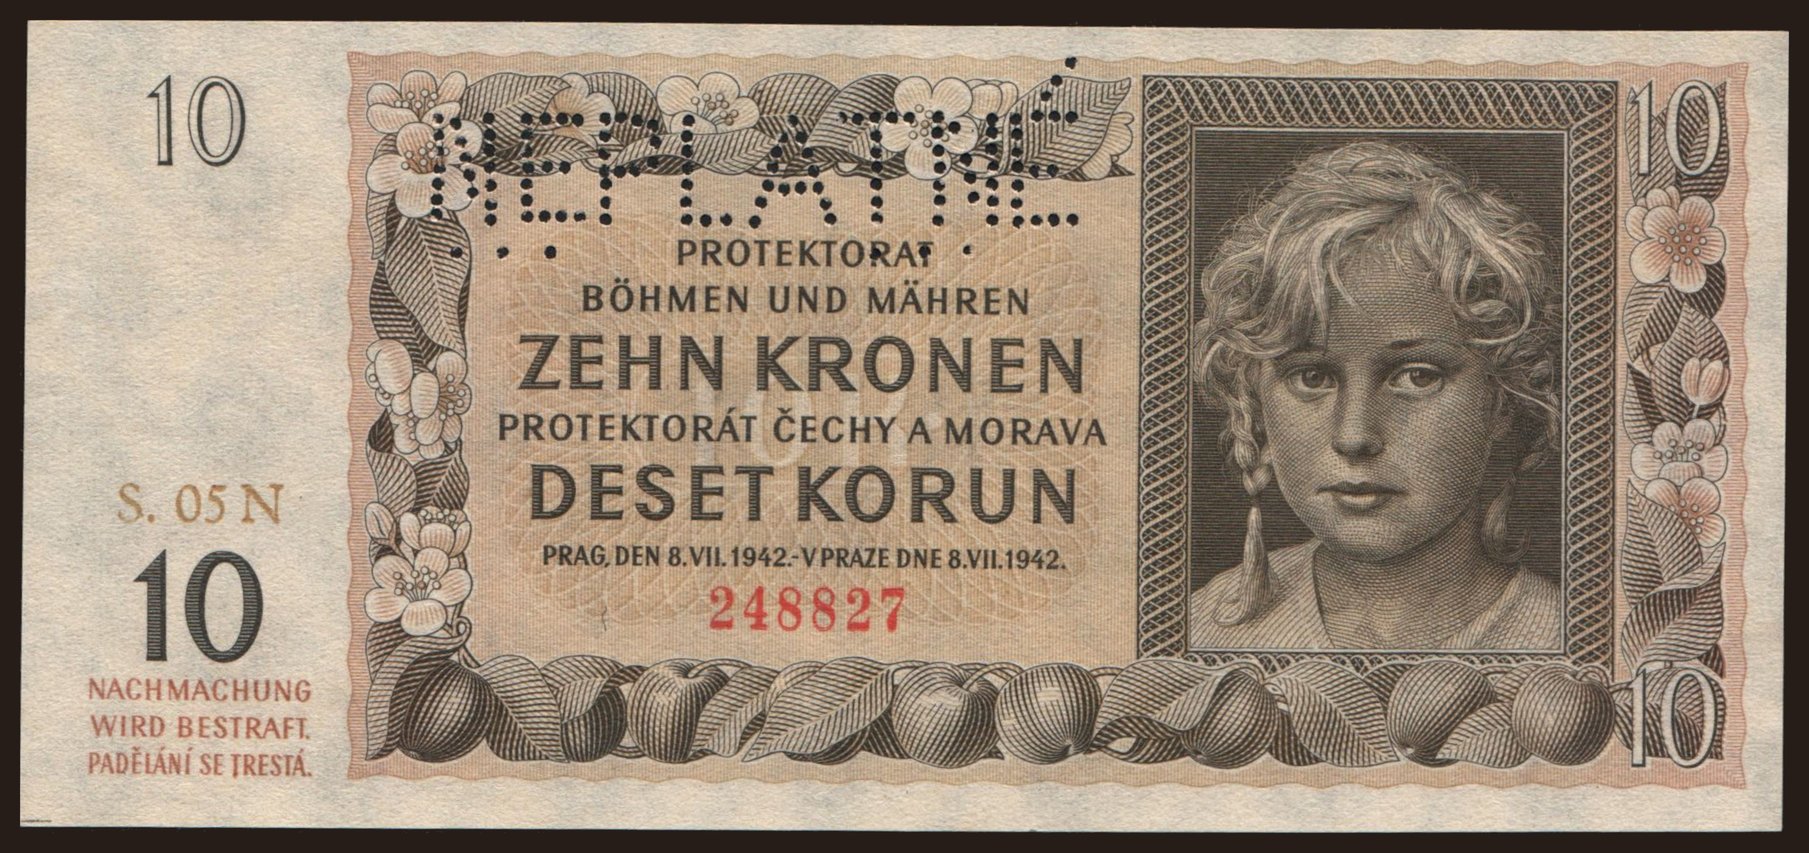 10
NEPLATNÉ
10
PROTEKTORAT
BÖHMEN UND MÄHREN
ZEHN KRONEN
PROTEKTORÁT ČECHY A MORAVA
DESET KORUN
PRAG, DEN 8. VII. 1942.-V PRAZE DNE 8. VII. 1942.
248827
S. 05 N
10
NACHMACHUNG
WIRD BESTRAFT.
PADĚLÁNÍ SE TRESTÁ.
10